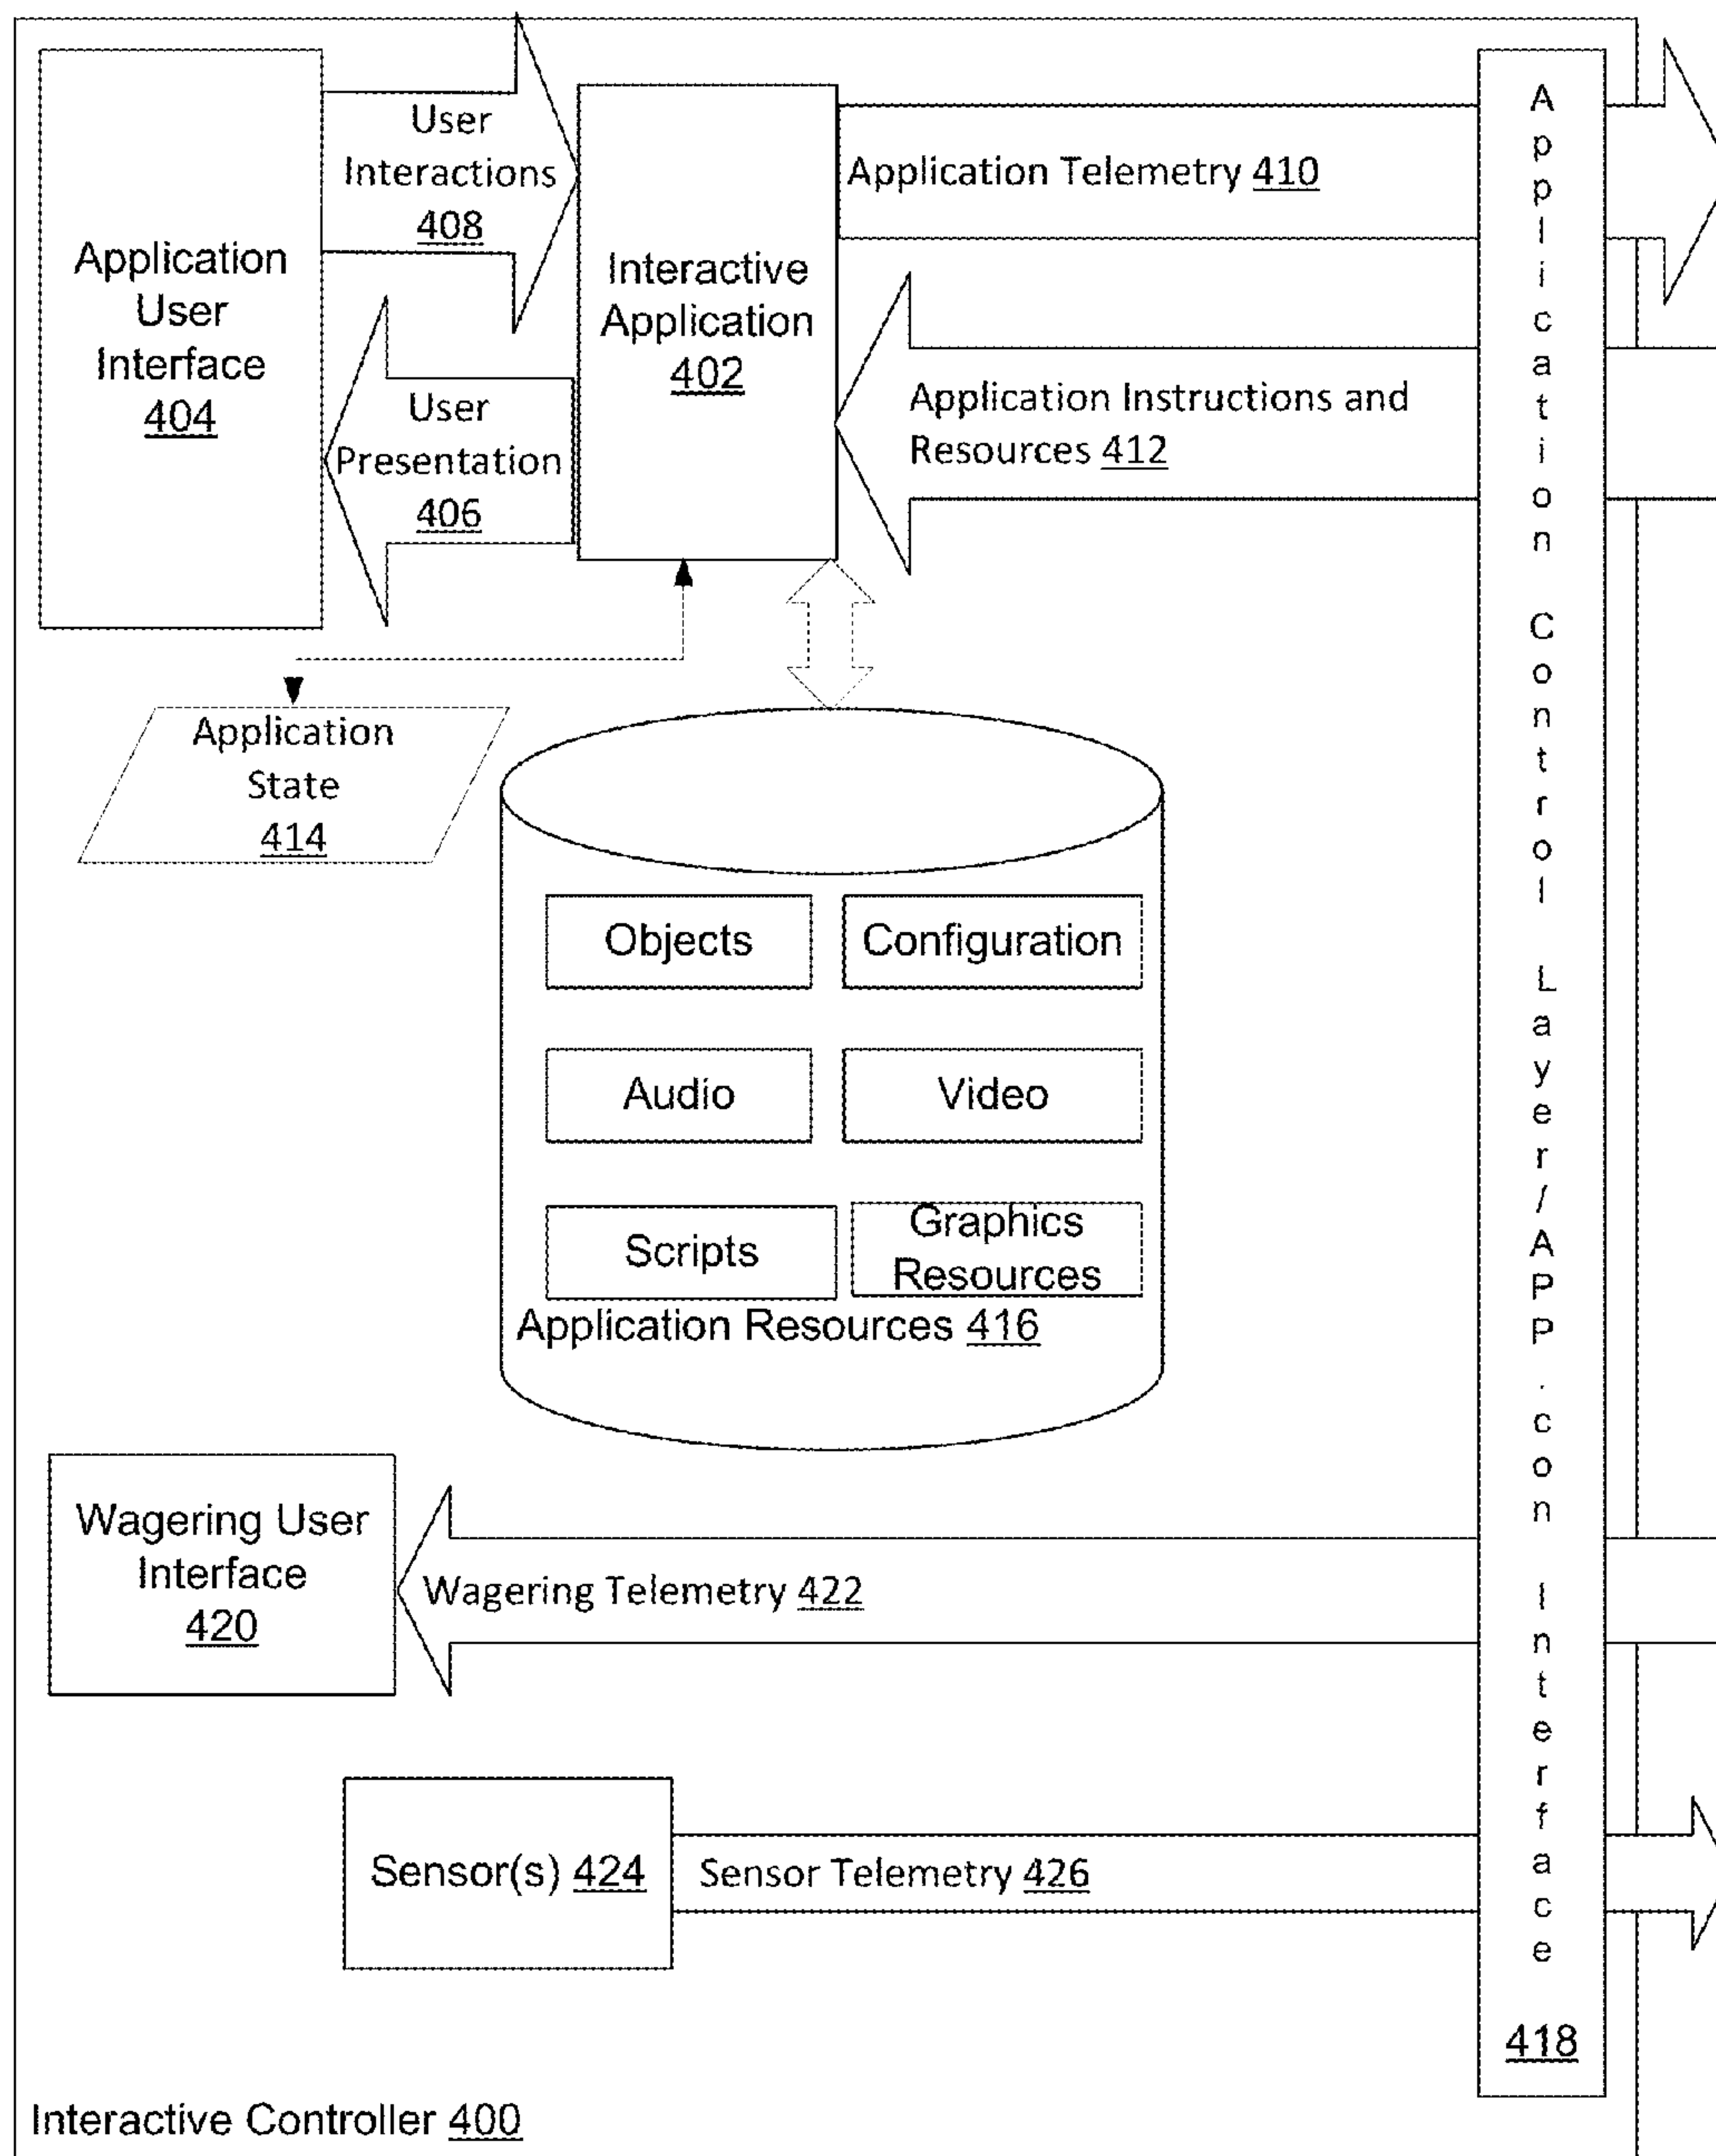 Application
User
Interface
404
User
Interactions
408
User
Presentation
406
Interactive
Application
402
Application Telemetry 410
Application Instructions and
Resources 412
Application
State
414
Objects
Configuration
Audio
Video
Scripts
Graphics
Resources
Application Resources 416
Wagering User
Interface
420
Wagering Telemetry 422
Sensor(s) 424
Sensor Telemetry 426
Application Control Layer/APP.con Interface
418
Interactive Controller 400